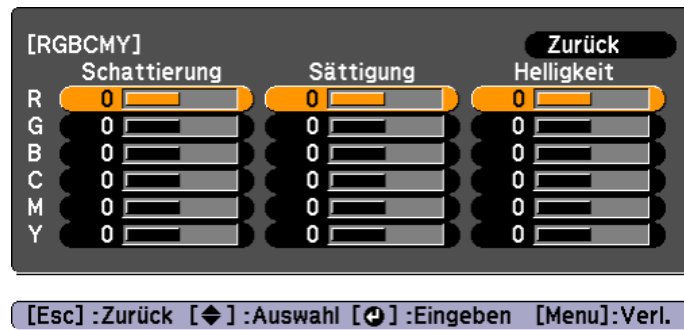 [RGBCMY] Zurück
Schattierung Sättigung Helligkeit
R 0 0 0
G 0 0 0
B 0 0 0
C 0 0 0
M 0 0 0
Y 0 0 0
[Esc] :Zurück [◆] :Auswahl [⏎] :Eingeben [Menu]:Verl.